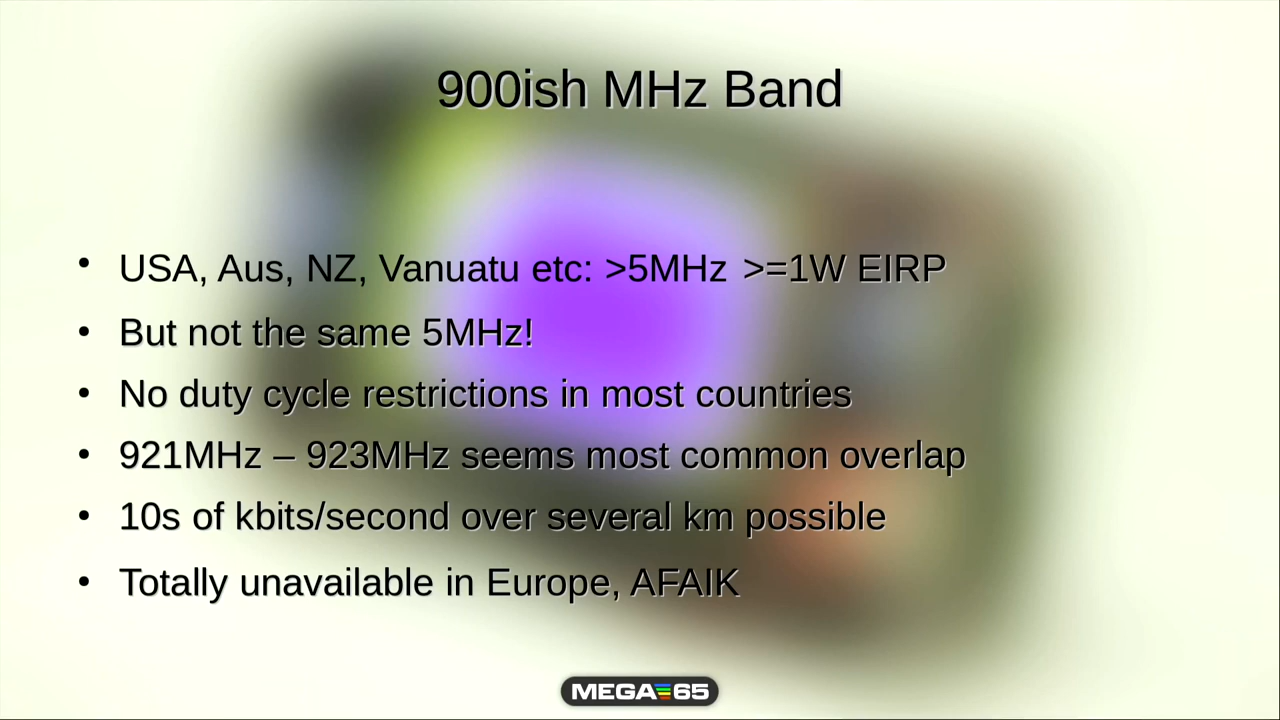 900ish MHz Band
• USA, Aus, NZ, Vanuatu etc: >5MHz >=1W EIRP
• But not the same 5MHz!
• No duty cycle restrictions in most countries
• 921MHz – 923MHz seems most common overlap
• 10s of kbits/second over several km possible
• Totally unavailable in Europe, AFAIK
MEGA 65